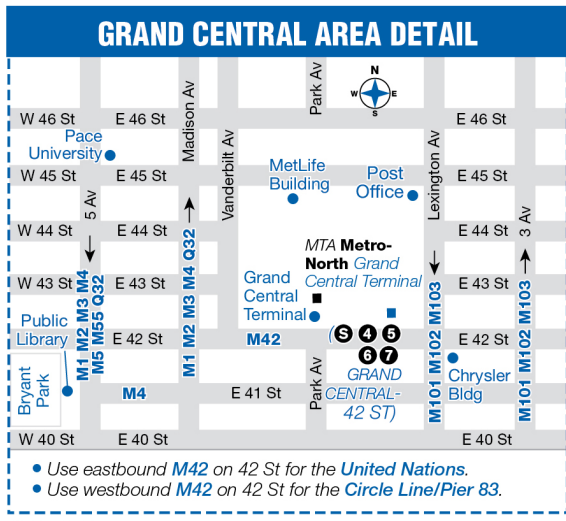 GRAND CENTRAL AREA DETAIL
Madison Av
Park Av
N
W E
S
W 46 St
E 46 St
E 46 St
Pace
University
Vanderbilt Av
MetLife
Building
Post
Office
Lexington Av
W 45 St
E 45 St
E 45 St
5 Av
3 Av
W 44 St
E 44 St
E 44 St
MTA Metro-
North Grand
Central Terminal
W 43 St
E 43 St
E 43 St
Grand
Central
Terminal
M1 M2 M3 M4
M5 M55 Q32
M1 M2 M3 M4 Q32
M101 M102 M103
M101 M102 M103
Public
Library
E 42 St
M42
(S 4 5
6 7
GRAND
CENTRAL-
42 ST)
E 42 St
Chrysler
Bldg
Bryant
Park
M4
E 41 St
Park Av
W 40 St
E 40 St
E 40 St
Use eastbound M42 on 42 St for the United Nations.
Use westbound M42 on 42 St for the Circle Line/Pier 83.